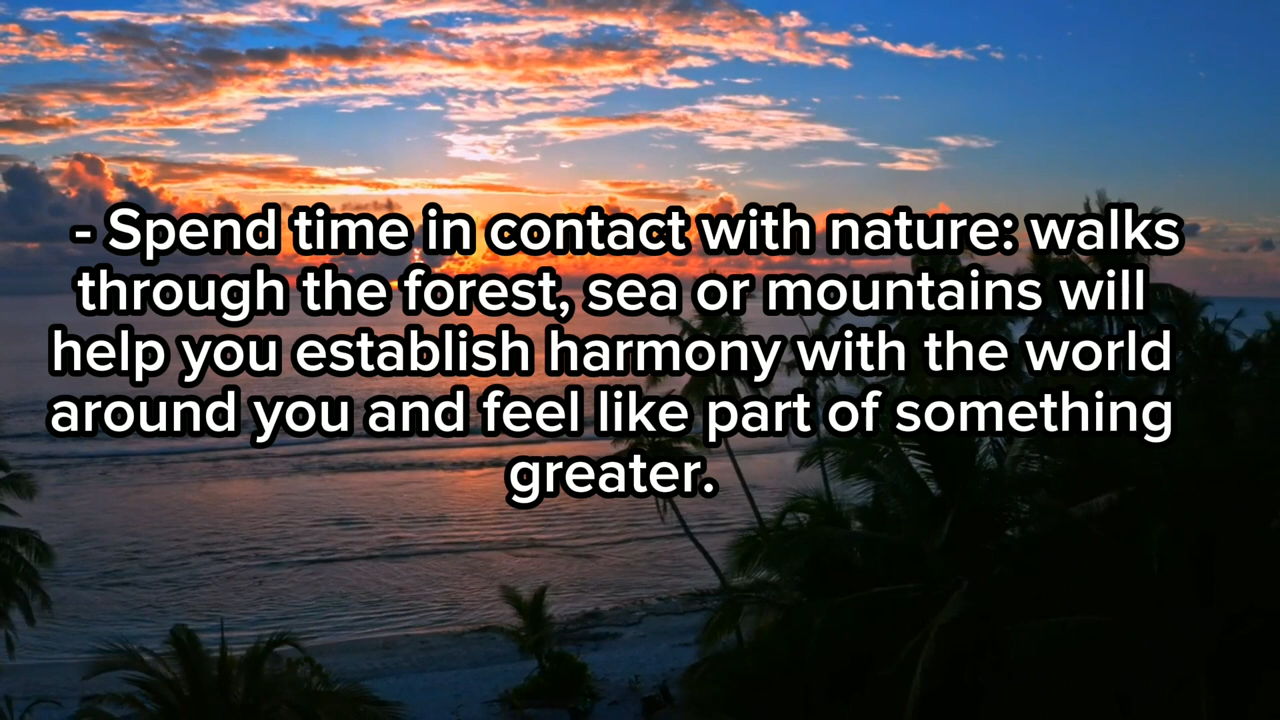 - Spend time in contact with nature: walks
through the forest, sea or mountains will
help you establish harmony with the world
around you and feel like part of something
greater.